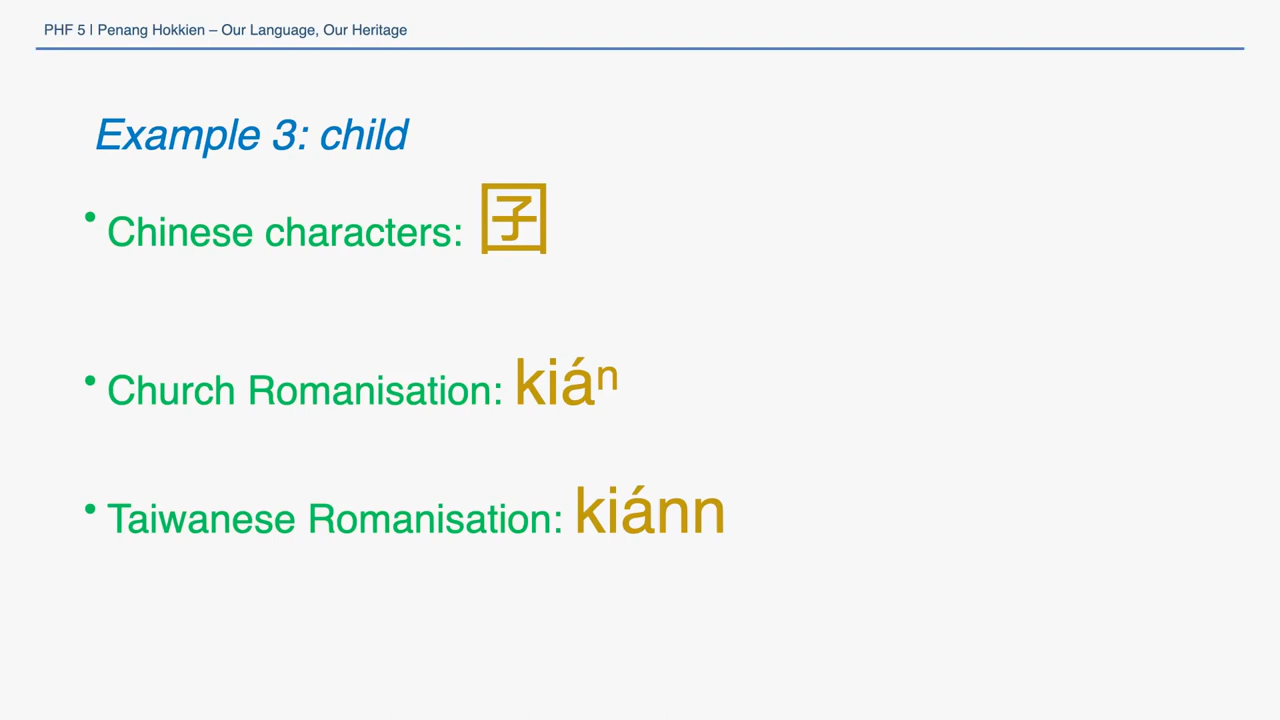 PHF 5 | Penang Hokkien – Our Language, Our Heritage
Example 3: child
• Chinese characters: 囝
• Church Romanisation: kiáⁿ
• Taiwanese Romanisation: kiánn